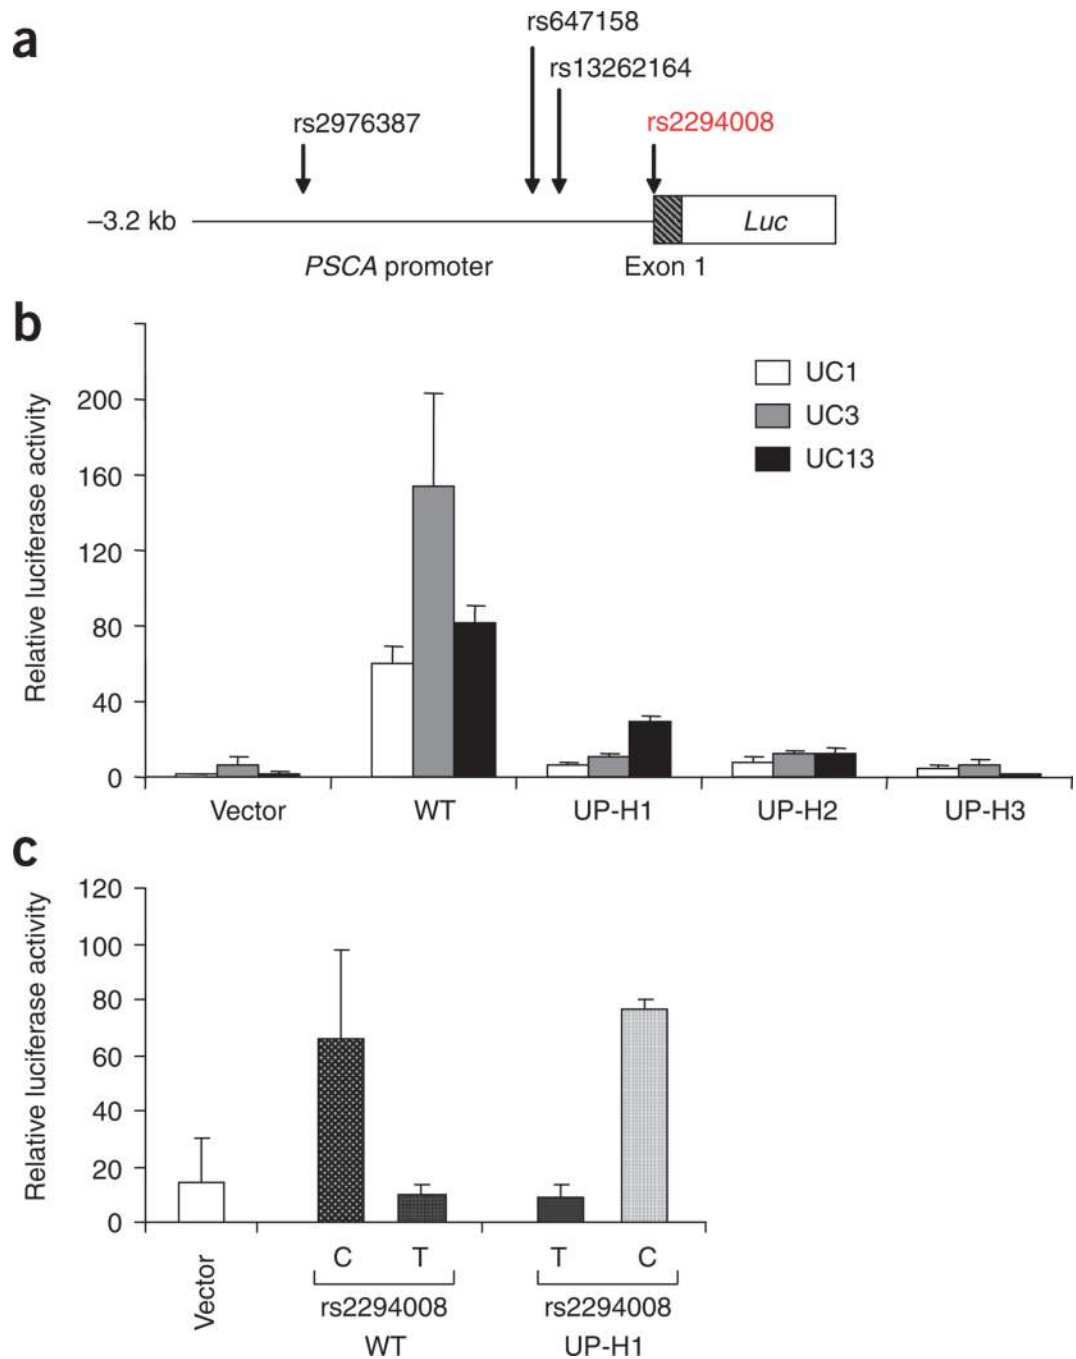 a
rs647158
rs13262164
rs2976387
rs2294008
–3.2 kb
Luc
PSCA promoter
Exon 1
b
Relative luciferase activity
200
160
120
80
40
0
UC1
UC3
UC13
Vector
WT
UP-H1
UP-H2
UP-H3
c
Relative luciferase activity
120
100
80
60
40
20
0
Vector
C
T
T
C
rs2294008
rs2294008
WT
UP-H1